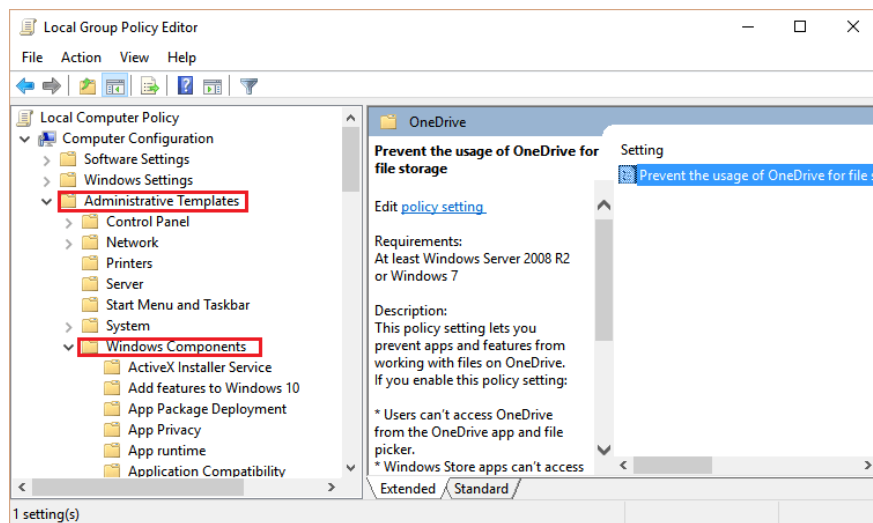 Local Group Policy Editor
File Action View Help
Local Computer Policy
Computer Configuration
Software Settings
Windows Settings
Administrative Templates
Control Panel
Network
Printers
Server
Start Menu and Taskbar
System
Windows Components
ActiveX Installer Service
Add features to Windows 10
App Package Deployment
App Privacy
App runtime
Application Compatibility
OneDrive
Prevent the usage of OneDrive for
file storage
Edit policy setting
Requirements:
At least Windows Server 2008 R2
or Windows 7
Description:
This policy setting lets you
prevent apps and features from
working with files on OneDrive.
If you enable this policy setting:
* Users can't access OneDrive
from the OneDrive app and file
picker.
* Windows Store apps can't access
Setting
Prevent the usage of OneDrive for file s
Extended Standard
1 setting(s)